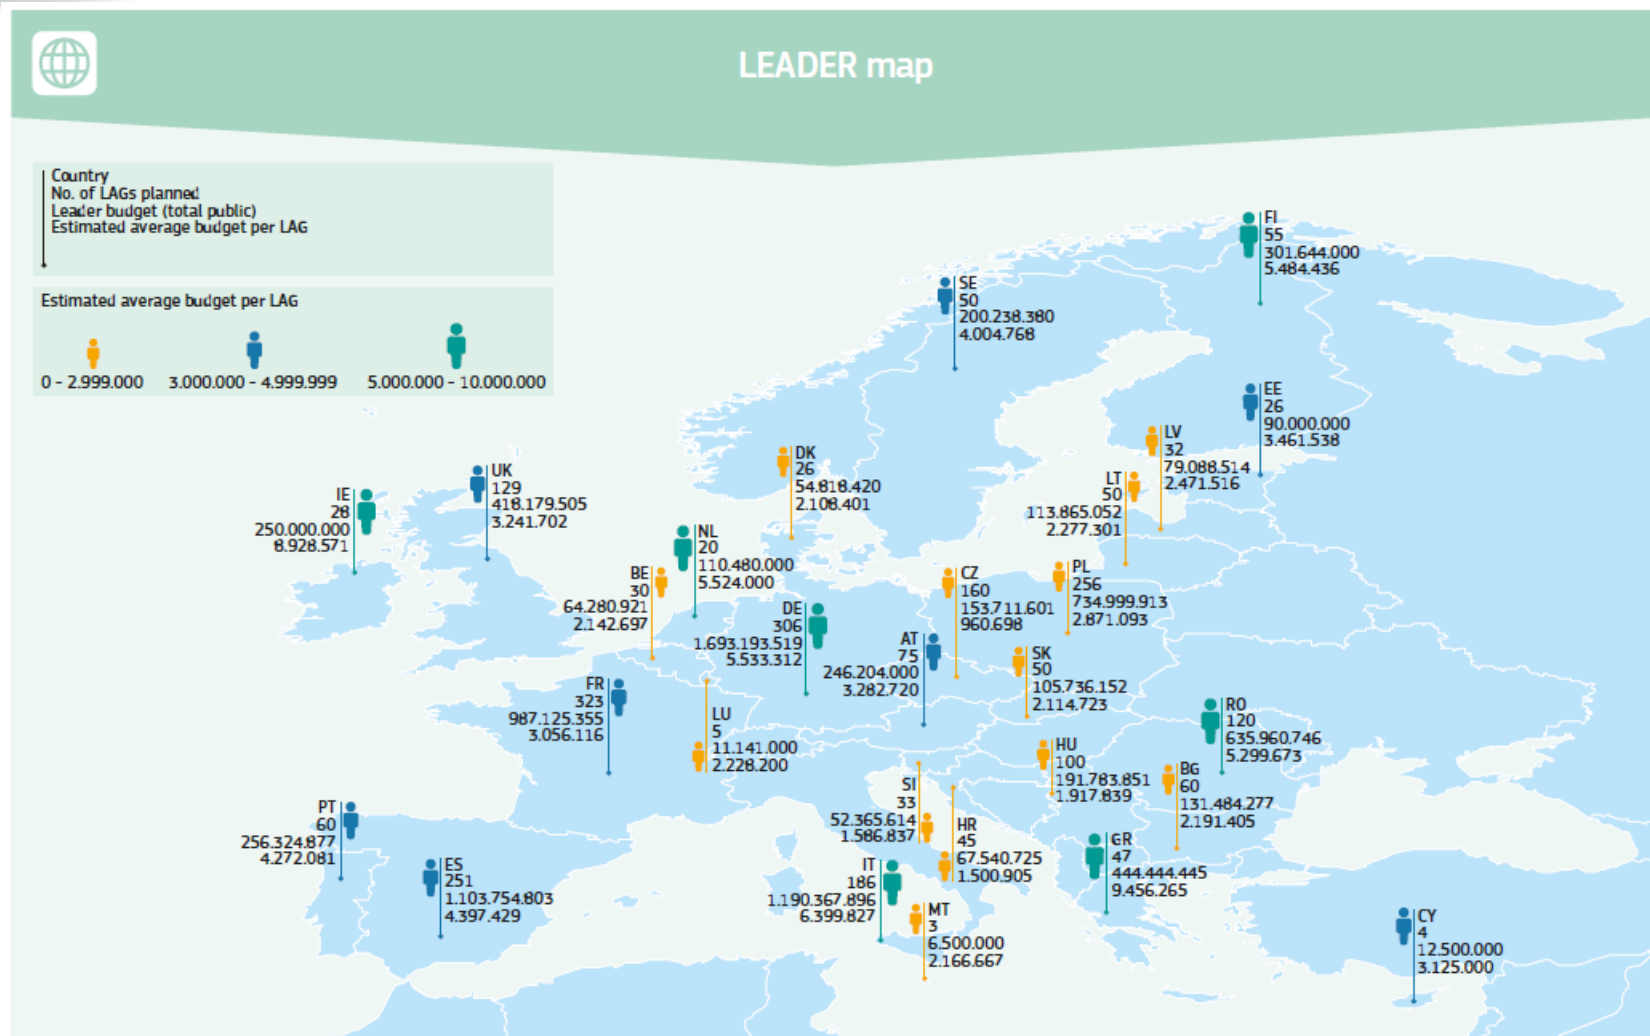 LEADER map
Country
No. of LAGs planned
Leader budget (total public)
Estimated average budget per LAG
Estimated average budget per LAG
0 - 2.999.000
3.000.000 - 4.999.999
5.000.000 - 10.000.000
FI
55
301.644.000
5.484.436
SE
50
200.238.380
4.004.768
EE
26
90.000.000
3.461.538
LV
32
79.088.514
2.471.516
LT
50
113.865.052
2.277.301
DK
26
54.818.420
2.108.401
UK
129
418.179.505
3.241.702
IE
28
250.000.000
8.928.571
NL
20
110.480.000
5.524.000
BE
30
64.280.921
2.142.697
DE
306
1.693.193.519
5.533.312
CZ
160
153.711.601
960.698
PL
256
734.999.913
2.871.093
AT
75
246.204.000
3.282.720
SK
50
105.736.152
2.114.723
FR
323
987.125.355
3.056.116
LU
5
11.141.000
2.228.200
RO
120
635.960.746
5.299.673
HU
100
191.783.851
1.917.839
BG
60
131.484.277
2.191.405
SI
33
52.365.614
1.586.837
HR
45
67.540.725
1.500.905
PT
60
256.324.877
4.272.081
ES
251
1.103.754.803
4.397.429
IT
186
1.190.367.896
6.399.827
GR
47
444.444.445
9.456.265
MT
3
6.500.000
2.166.667
CY
4
12.500.000
3.125.000